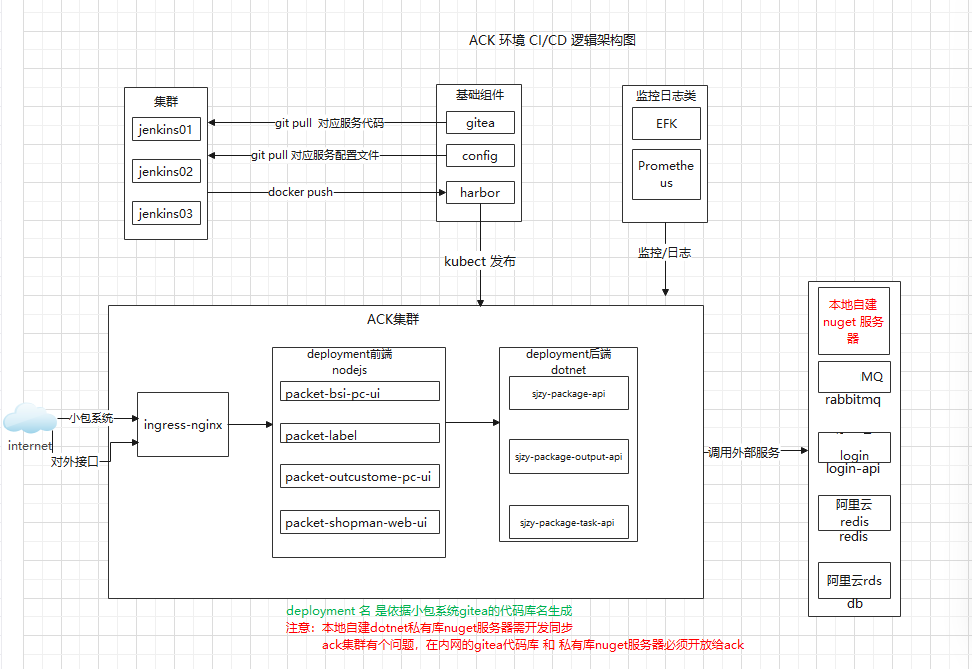 ACK 环境 CI/CD 逻辑架构图
集群
jenkins01
jenkins02
jenkins03
git pull 对应服务代码
git pull 对应服务配置文件
docker push
基础组件
gitea
config
harbor
监控日志类
EFK
Promethe
us
kubect 发布
监控/日志
ACK集群
internet
小包系统
对外接口
ingress-nginx
deployment前端
nodejs
packet-bsi-pc-ui
packet-label
packet-outcustome-pc-ui
packet-shopman-web-ui
deployment后端
dotnet
sjzy-package-api
sjzy-package-output-api
sjzy-package-task-api
调用外部服务
本地自建
nuget 服务
器
MQ
rabbitmq
login
login-api
阿里云
redis
redis
阿里云rds
db
deployment 名 是依据小包系统gitea的代码库名生成
注意：本地自建dotnet私有库nuget服务器需开发同步
ack集群有个问题，在内网的gitea代码库 和 私有库nuget服务器必须开放给ack